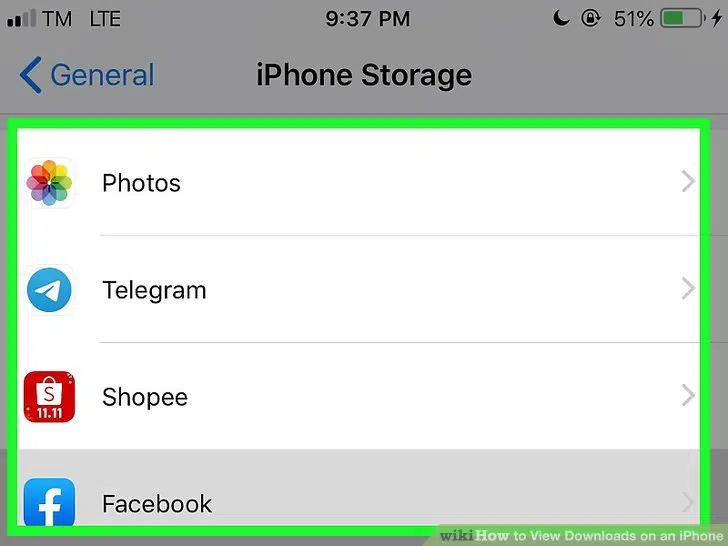 TM LTE 9:37 PM 51%
General iPhone Storage
Photos
Telegram
S
11.11
Shopee
f
Facebook
wikiHow to View Downloads on an iPhone